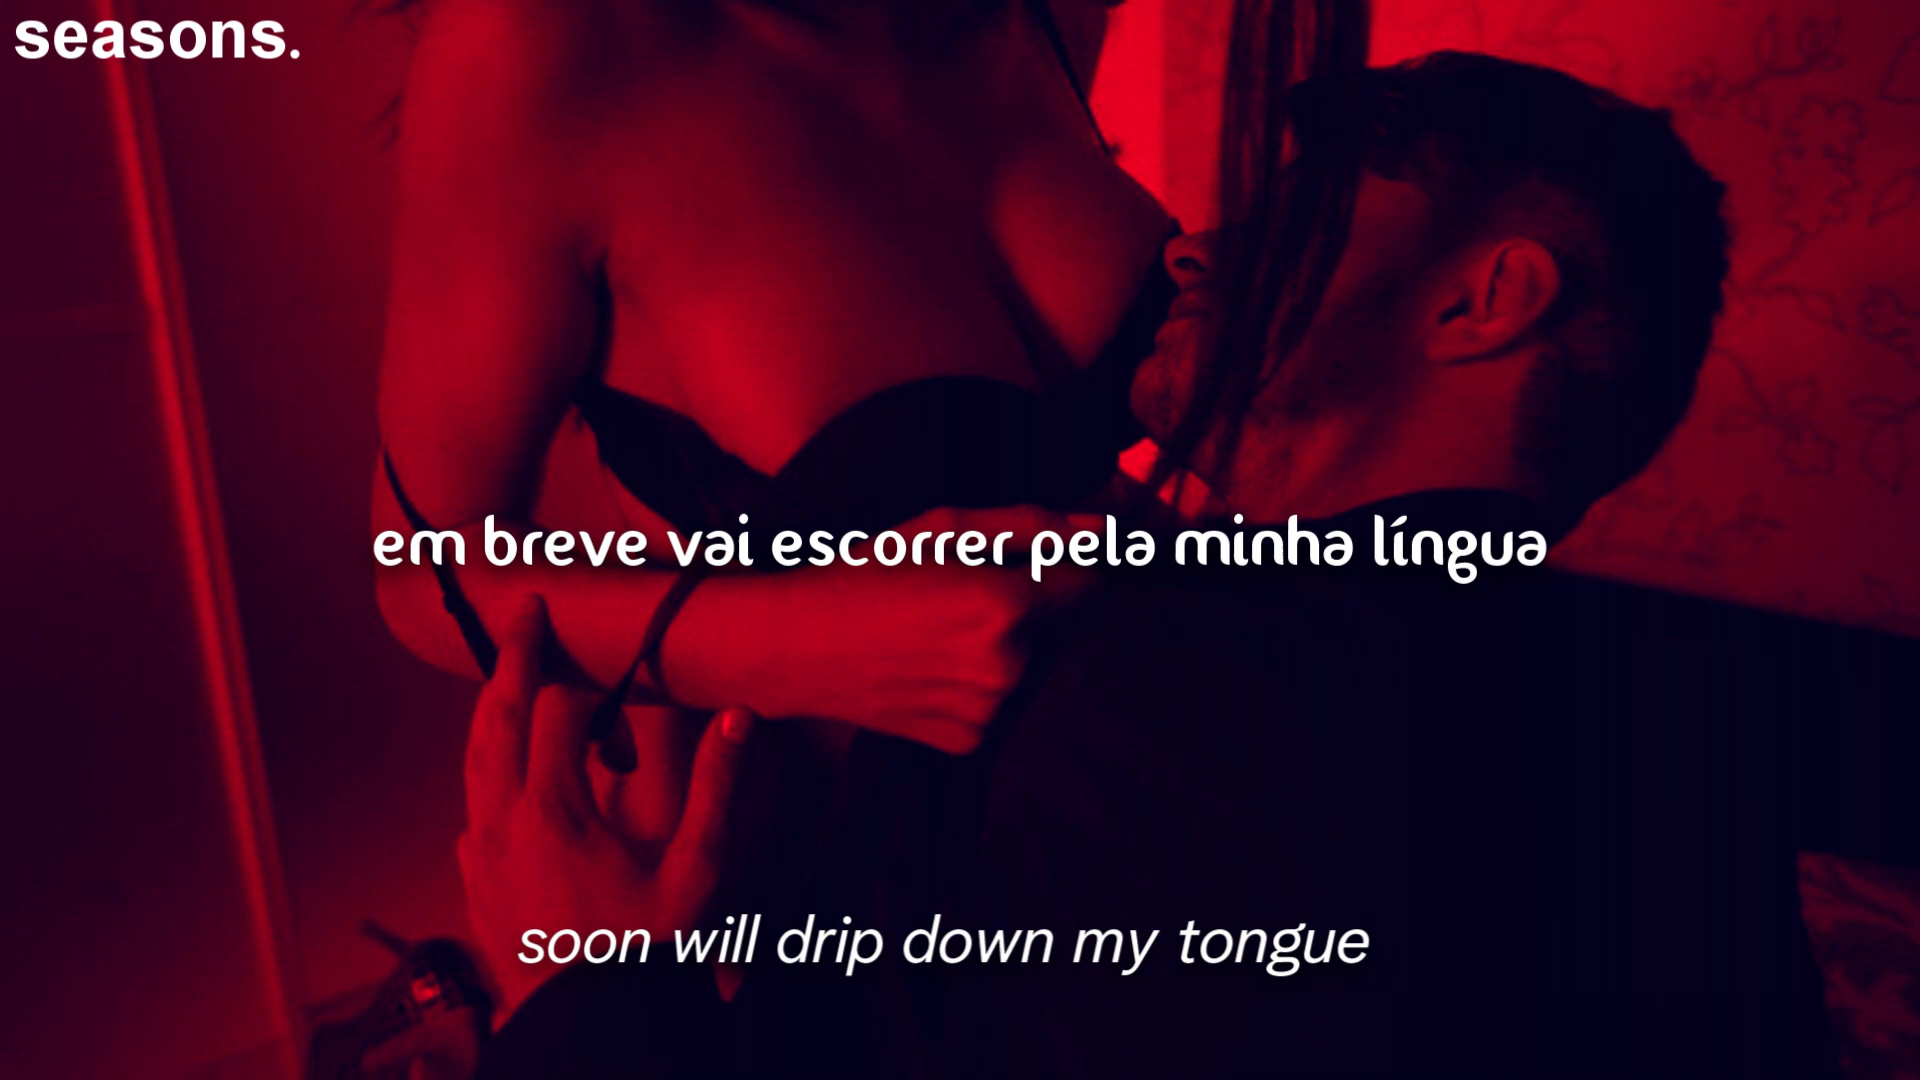 seasons.
em breve vai escorrer pela minha língua
soon will drip down my tongue